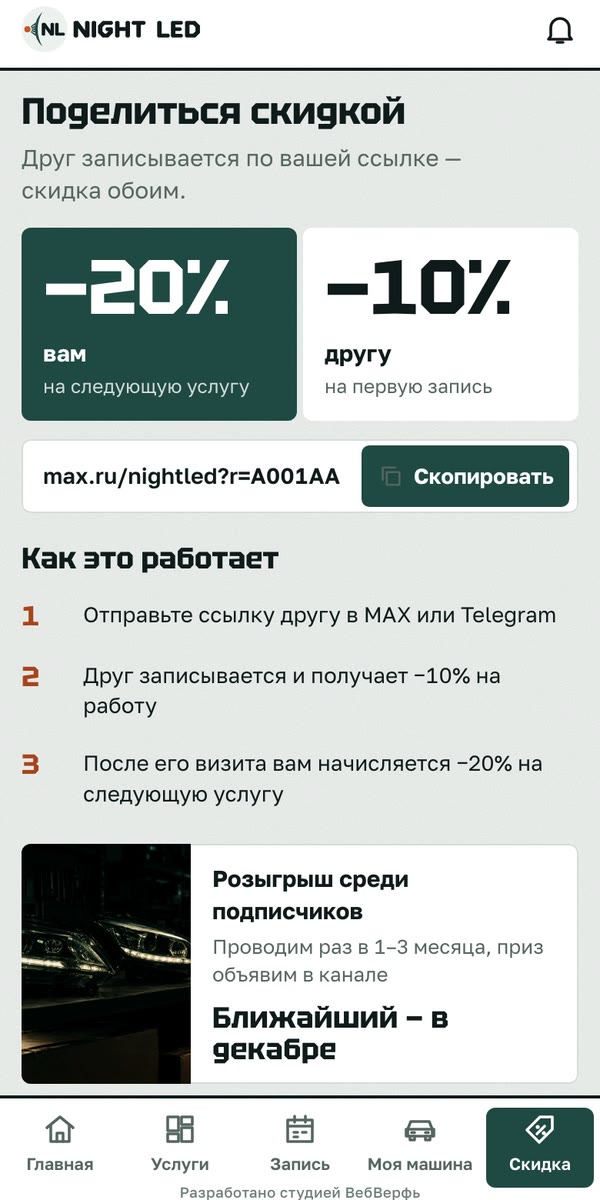 NL NIGHT LED
Поделиться скидкой
Друг записывается по вашей ссылке —
скидка обоим.
−20%
вам
на следующую услугу
−10%
другу
на первую запись
max.ru/nightled?r=A001AA
Скопировать
Как это работает
1 Отправьте ссылку другу в MAX или Telegram
2 Друг записывается и получает −10% на
работу
3 После его визита вам начисляется −20% на
следующую услугу
Розыгрыш среди
подписчиков
Проводим раз в 1–3 месяца, приз
объявим в канале
Ближайший – в
декабре
Главная
Услуги
Запись
Моя машина
Скидка
Разработано студией ВебВерфь